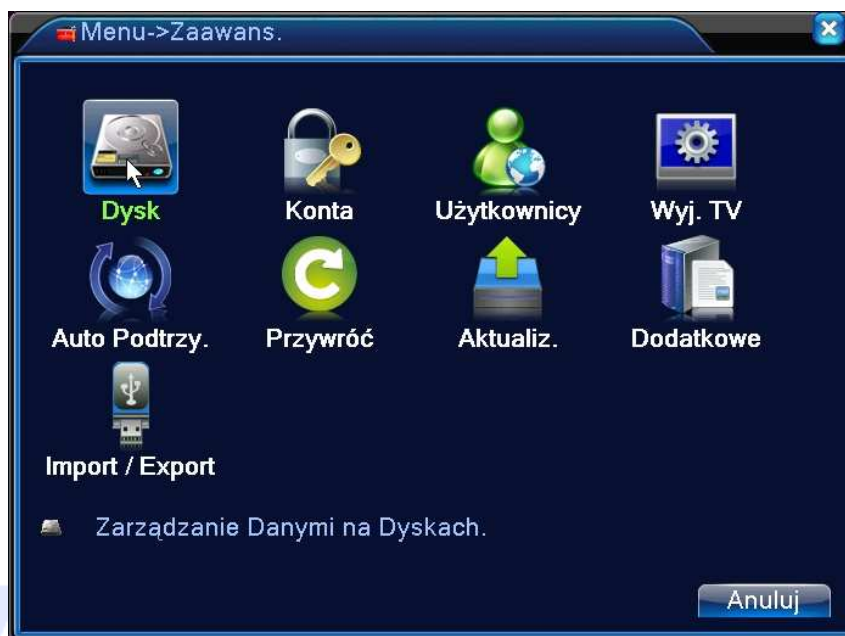 Menu->Zaawans.
Dysk Konta Użytkownicy Wyj. TV
Auto Podtrzy. Przywróć Aktualiz. Dodatkowe
Import / Export
Zarządzanie Danymi na Dyskach.
Anuluj